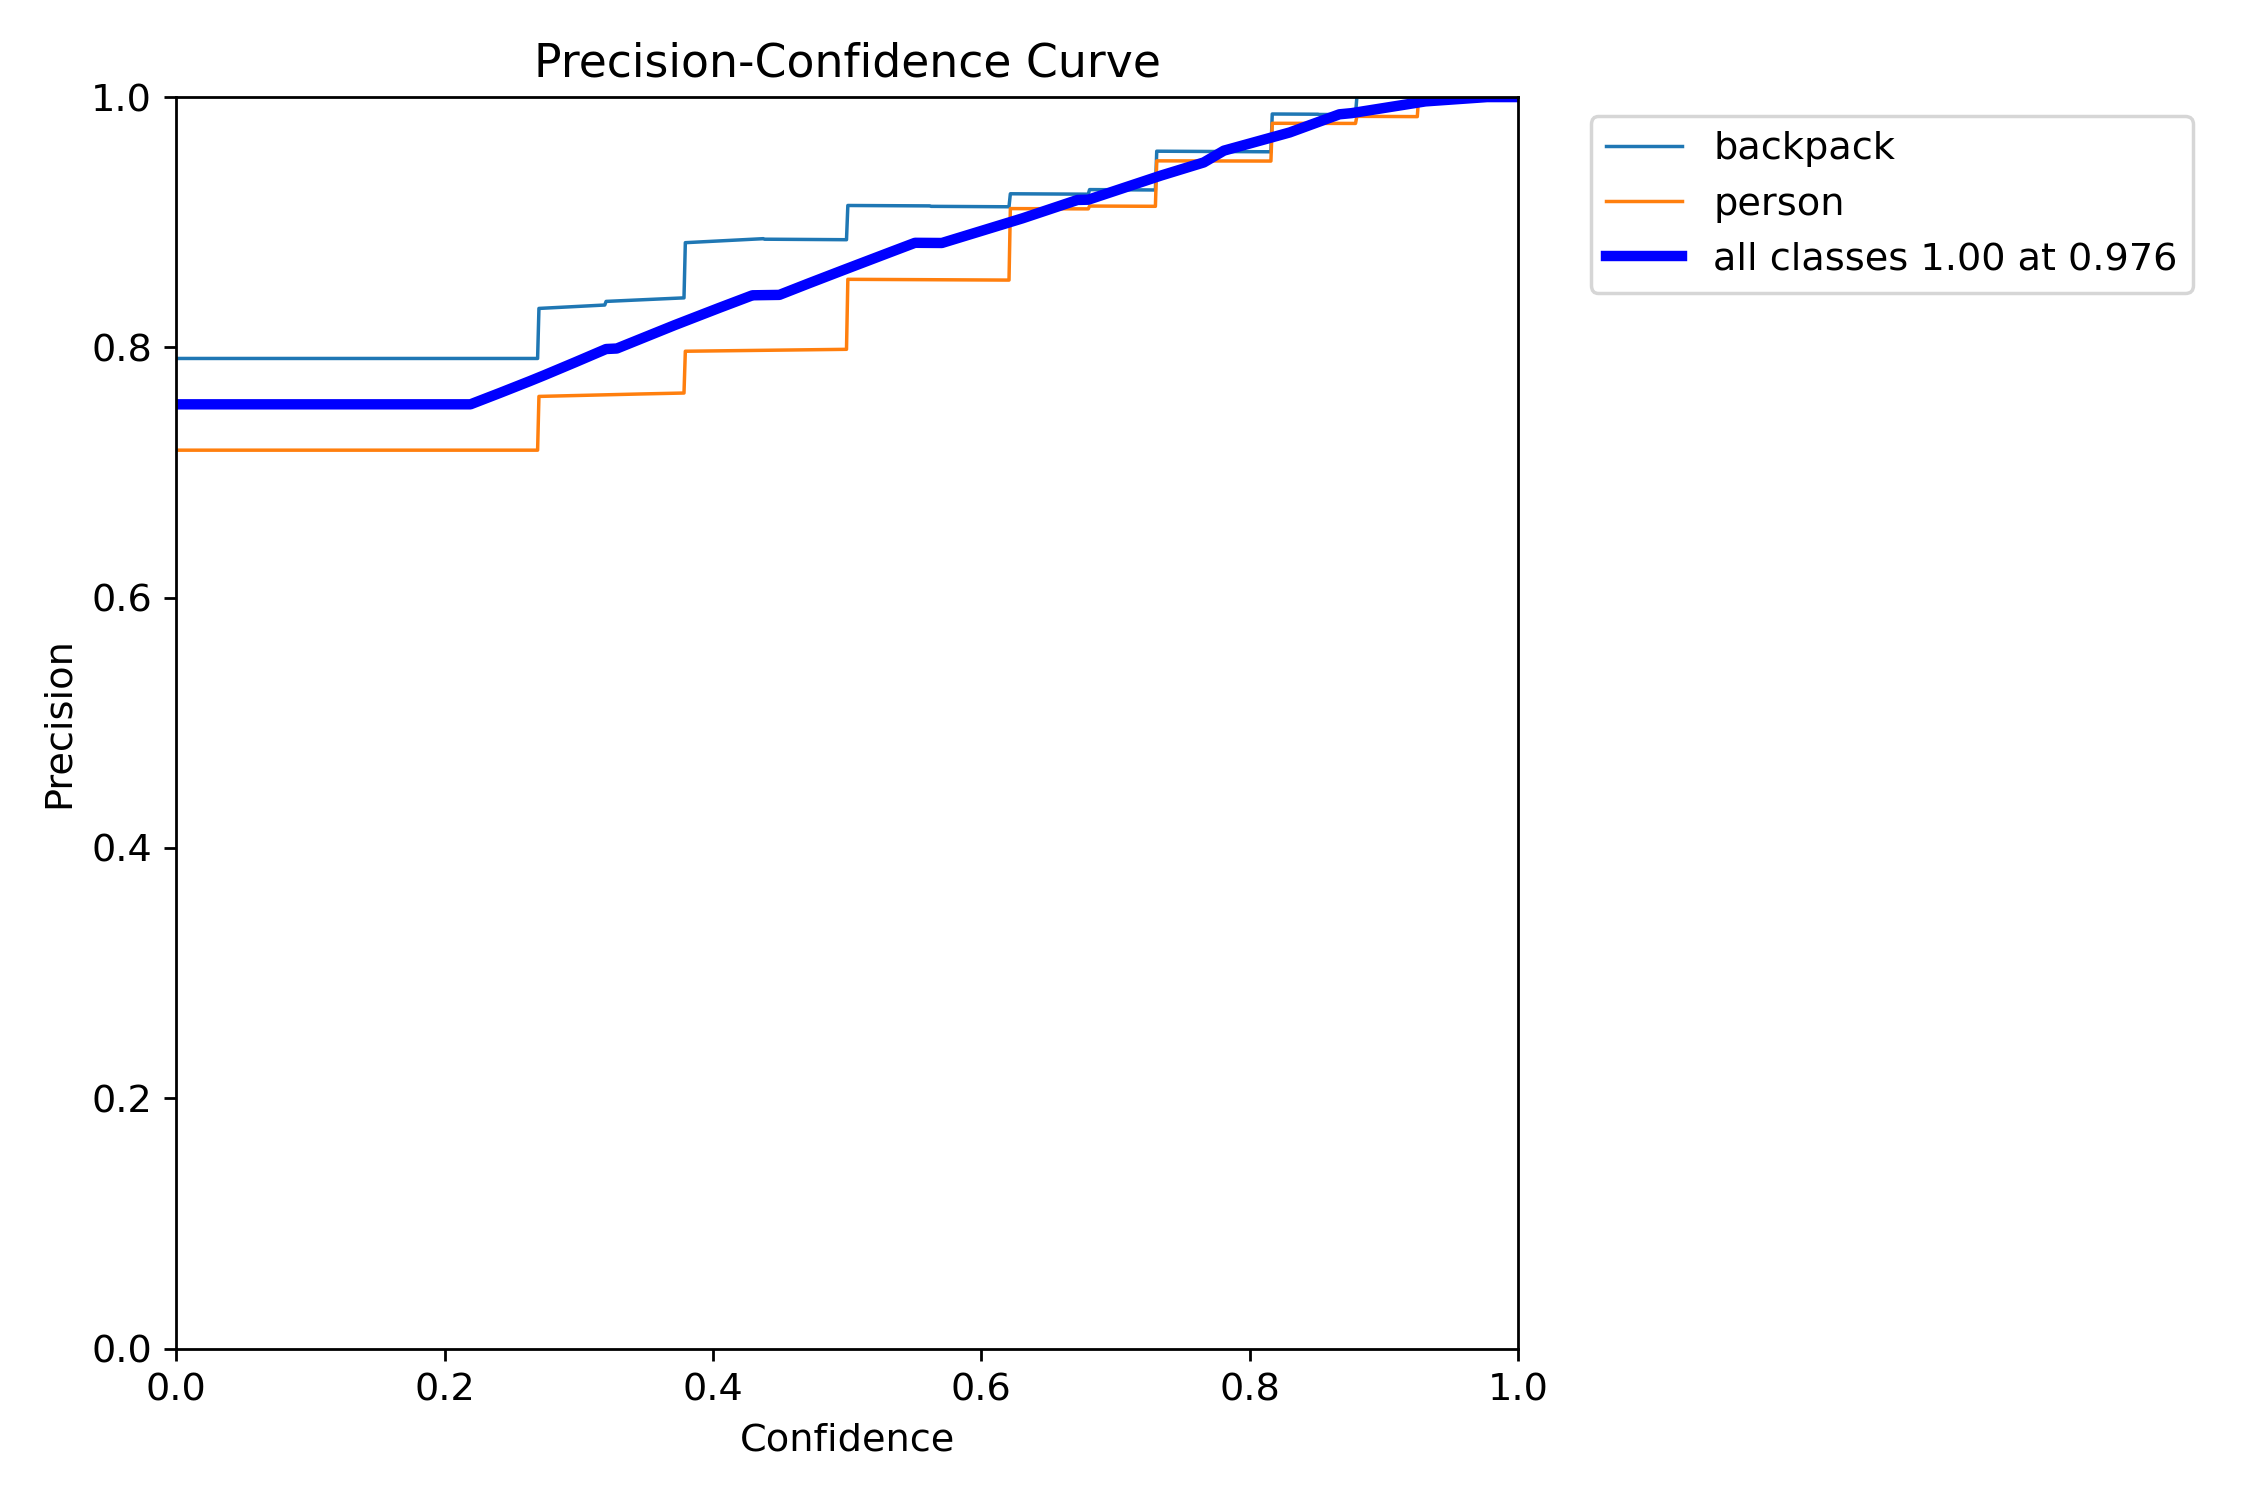 Precision-Confidence Curve
1.0
0.8
0.6
0.4
0.2
0.0
Precision
0.0 0.2 0.4 0.6 0.8 1.0
Confidence
backpack
person
all classes 1.00 at 0.976